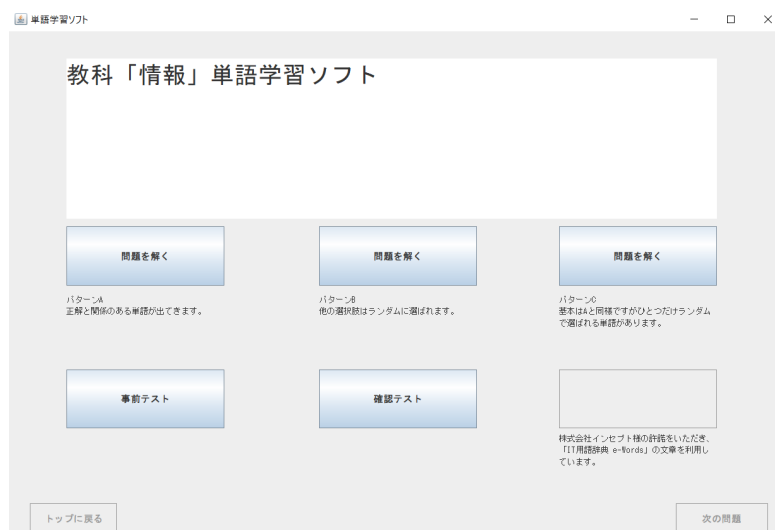 単語学習ソフト
教科「情報」単語学習ソフト
問題を解く
問題を解く
問題を解く
パターンA
正解と関係のある単語が出てきます。
パターンB
他の選択肢はランダムに選ばれます。
パターンC
基本はAと同様ですがひとつだけランダム
で選ばれる単語があります。
事前テスト
確認テスト
株式会社インセプト様の許諾をいただき、
「IT用語辞典 e-Words」の文章を利用し
ています。
トップに戻る
次の問題